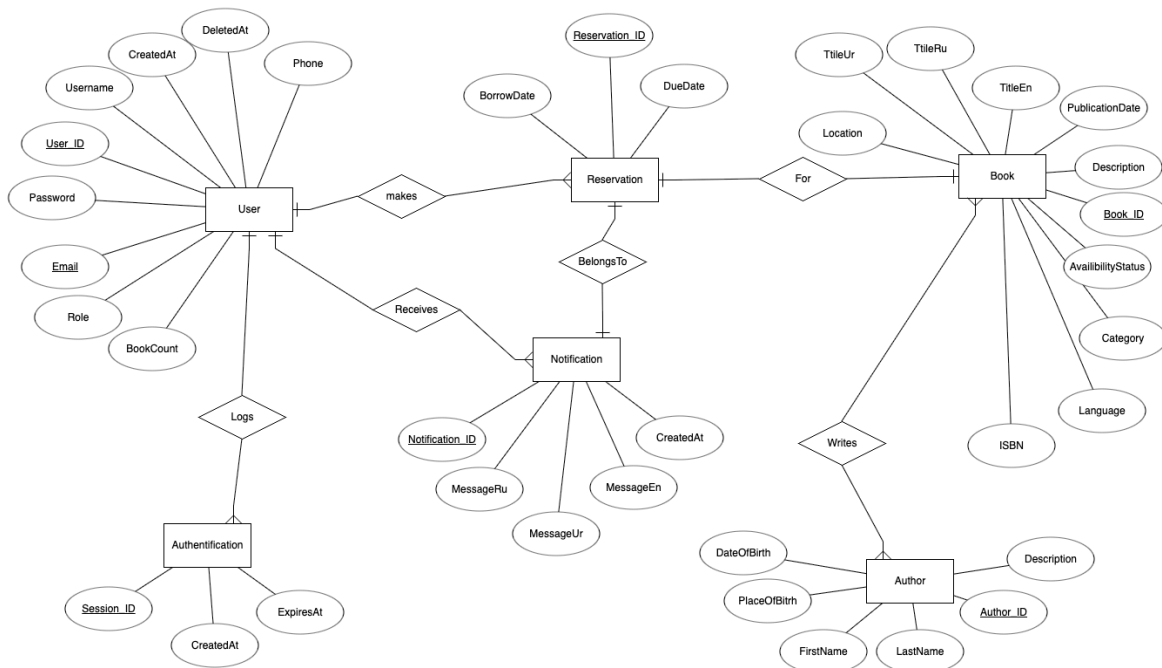 DeletedAt
CreatedAt
Phone
Username
User_ID
Password
Email
Role
BookCount
User
makes
Reservation_ID
BorrowDate
DueDate
Reservation
For
TtileUr
TtileRu
TitleEn
PublicationDate
Location
Description
Book
Book_ID
AvailibilityStatus
Category
Language
ISBN
BelongsTo
Receives
Notification
Notification_ID
MessageRu
MessageUr
MessageEn
CreatedAt
Logs
Authentification
Session_ID
CreatedAt
ExpiresAt
Writes
DateOfBirth
PlaceOfBitrh
FirstName
LastName
Author
Author_ID
Description